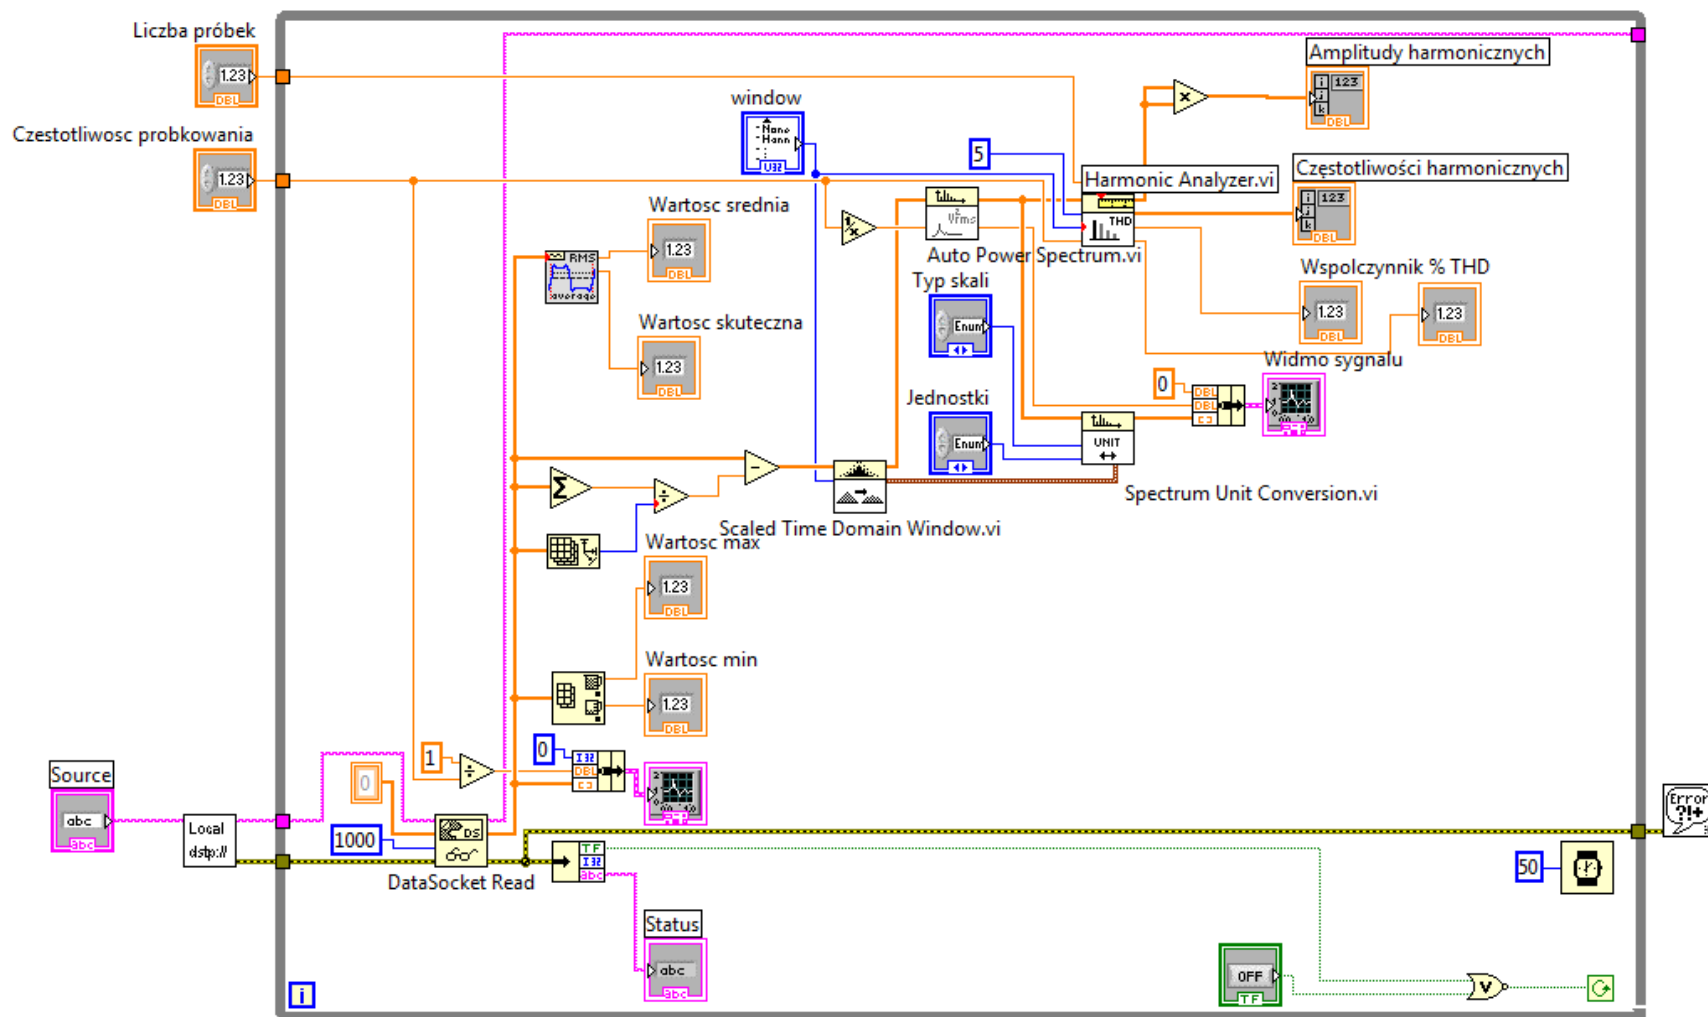 Liczba próbek
1.23
DBL
Czestotliwosc probkowania
1.23
DBL
window
None
Hann
U32
5
Amplitudy harmonicznych
i
j
k
123
DBL
Harmonic Analyzer.vi
THD
Częstotliwości harmonicznych
i
j
k
123
DBL
Wartosc srednia
1.23
DBL
RMS
average
Auto Power Spectrum.vi
Typ skali
Enum
Wspolczynnik % THD
1.23
DBL
1.23
DBL
Wartosc skuteczna
1.23
DBL
Widmo sygnalu
0
DBL
DBL
Jednostki
Enum
UNIT
Spectrum Unit Conversion.vi
Scaled Time Domain Window.vi
Wartosc max
1.23
DBL
Wartosc min
1.23
DBL
1
0
I32
DBL
0
Source
abc
abc
Local
dstp://
1000
DS
DataSocket Read
TF
I32
abc
Error
?!+
50
Status
abc
abc
OFF
TF
V
i